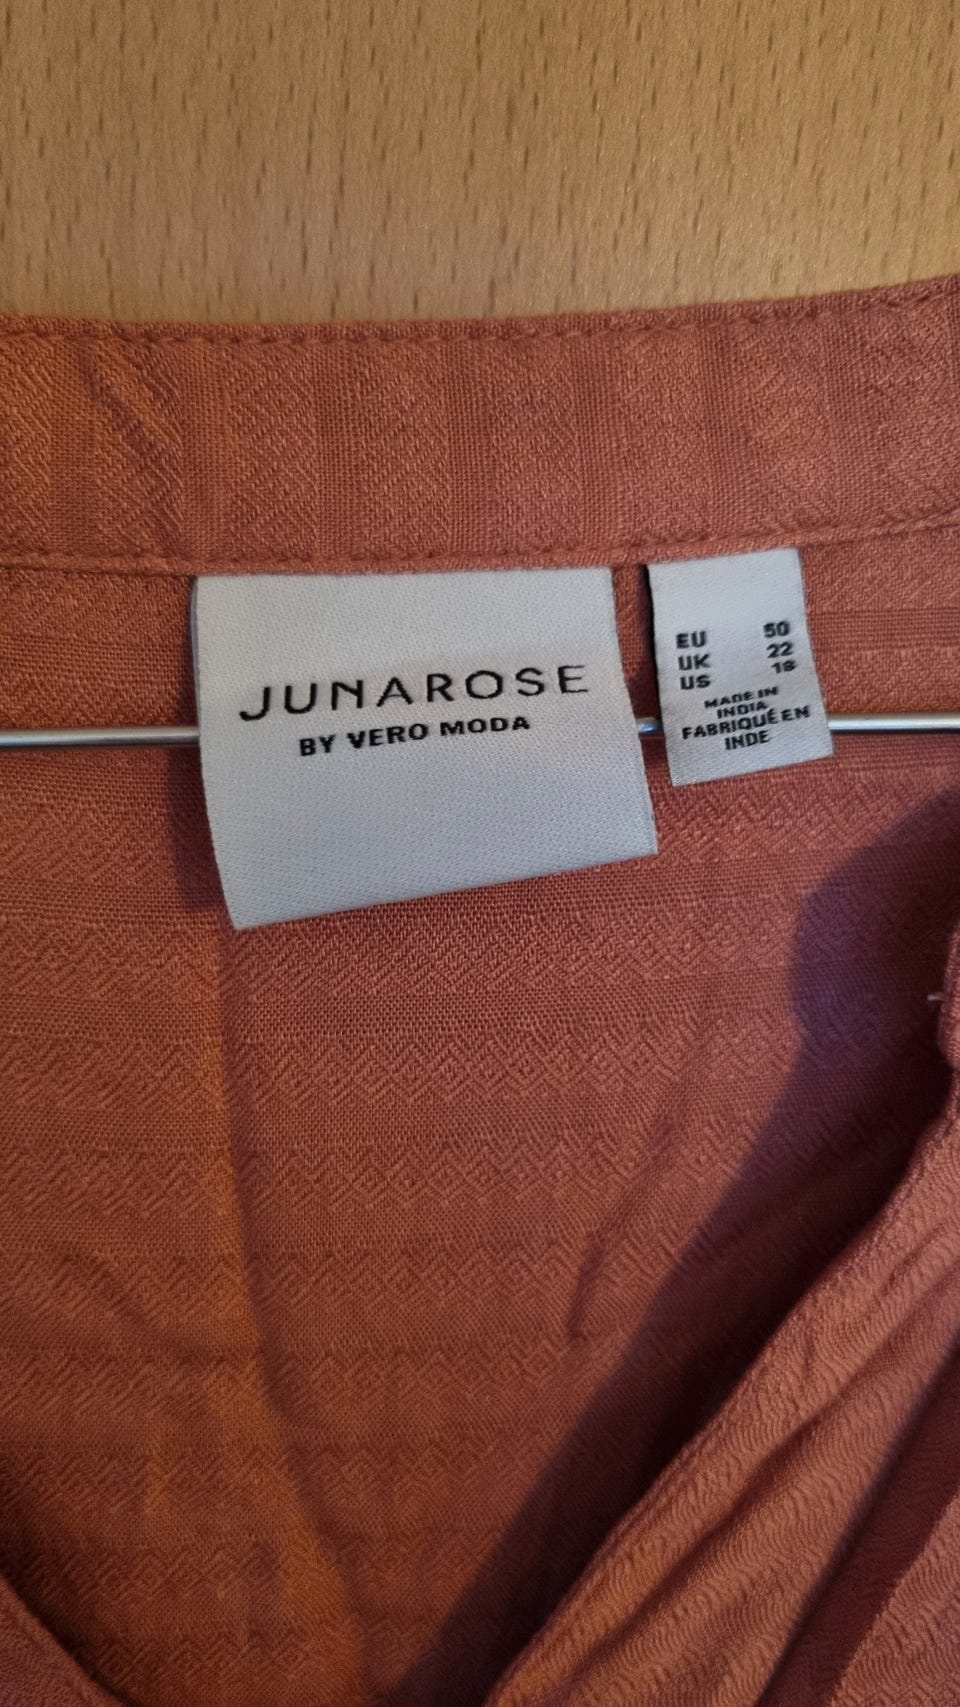 JUNAROSE
BY VERO MODA
EU 50
UK 22
US 18
MADE IN
INDIA
FABRIQUÉ EN
INDE